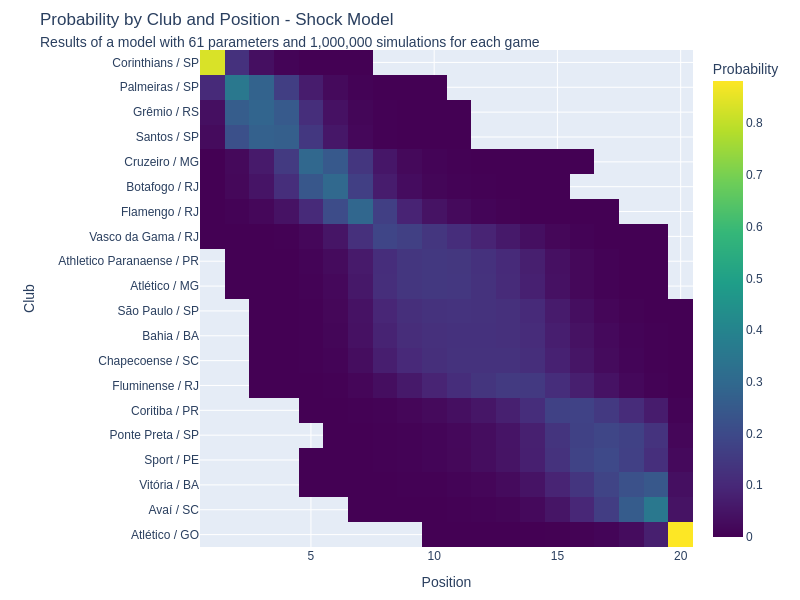 Probability by Club and Position - Shock Model
Results of a model with 61 parameters and 1,000,000 simulations for each game
Probability
Corinthians / SP
Palmeiras / SP
Grêmio / RS
Santos / SP
Cruzeiro / MG
Botafogo / RJ
Flamengo / RJ
Vasco da Gama / RJ
Athletico Paranaense / PR
Atlético / MG
São Paulo / SP
Bahia / BA
Chapecoense / SC
Fluminense / RJ
Coritiba / PR
Ponte Preta / SP
Sport / PE
Vitória / BA
Avaí / SC
Atlético / GO
Club
5
10
15
20
Position
0.8
0.7
0.6
0.5
0.4
0.3
0.2
0.1
0